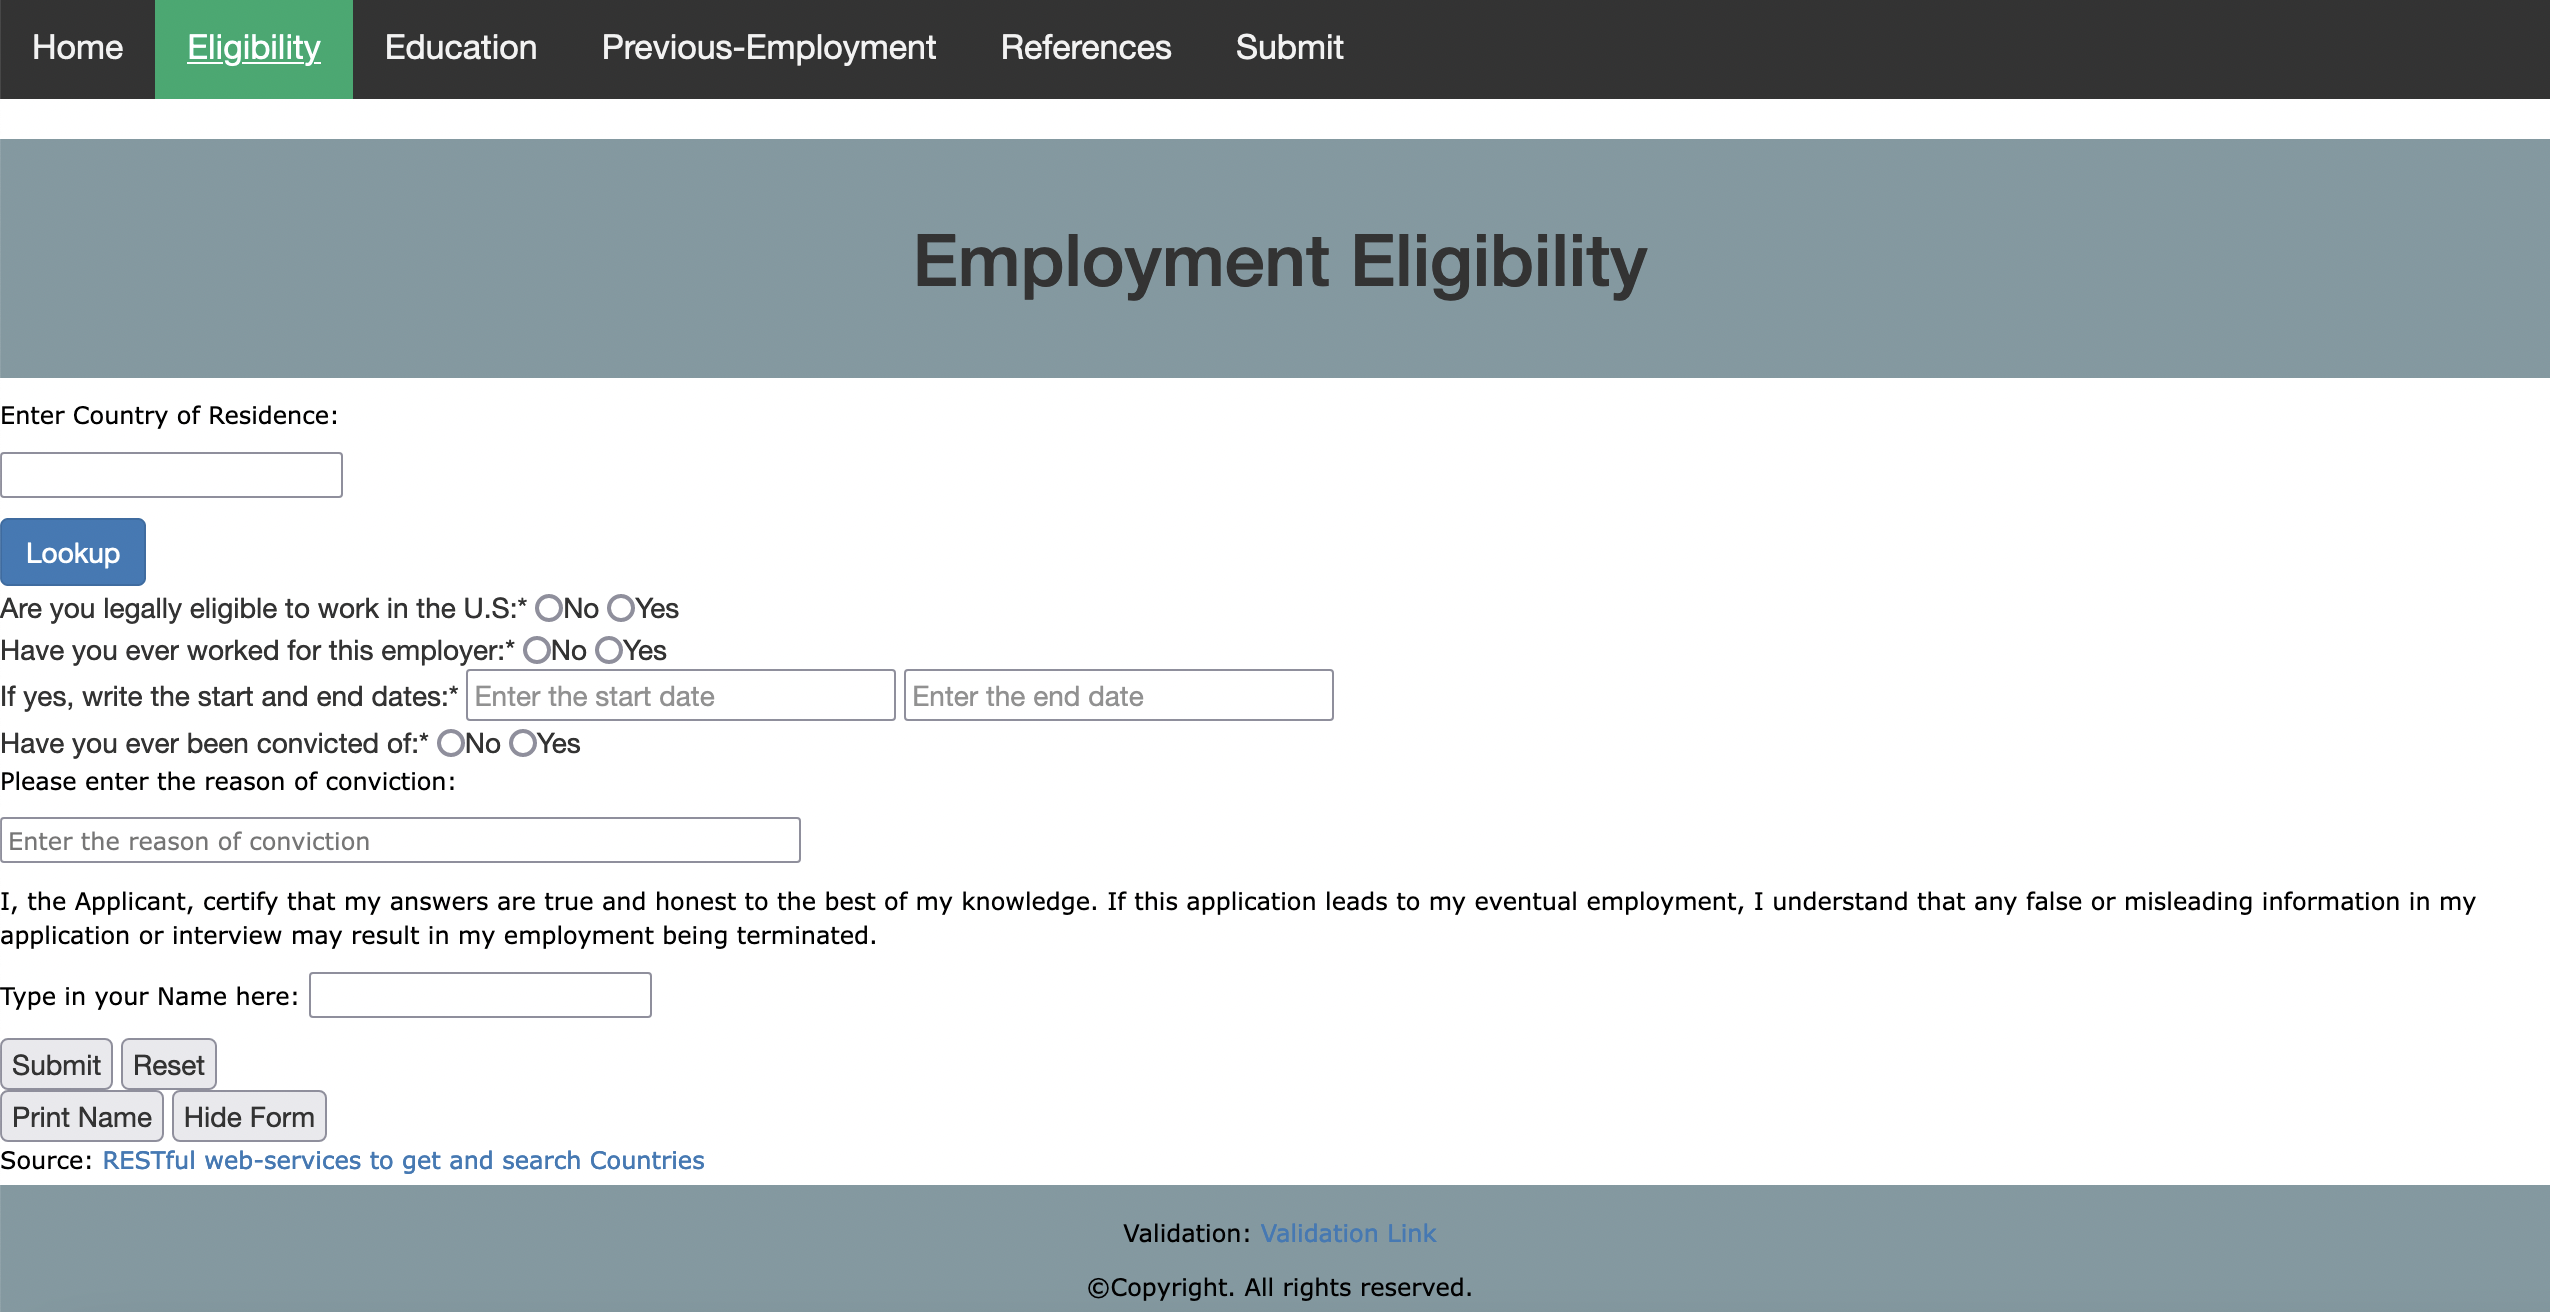 Home Eligibility Education Previous-Employment References Submit
Employment Eligibility
Enter Country of Residence:
Lookup
Are you legally eligible to work in the U.S:* No Yes
Have you ever worked for this employer:* No Yes
If yes, write the start and end dates:* Enter the start date Enter the end date
Have you ever been convicted of:* No Yes
Please enter the reason of conviction:
Enter the reason of conviction
I, the Applicant, certify that my answers are true and honest to the best of my knowledge. If this application leads to my eventual employment, I understand that any false or misleading information in my
application or interview may result in my employment being terminated.
Type in your Name here:
Submit Reset
Print Name Hide Form
Source: RESTful web-services to get and search Countries
Validation: Validation Link
©Copyright. All rights reserved.